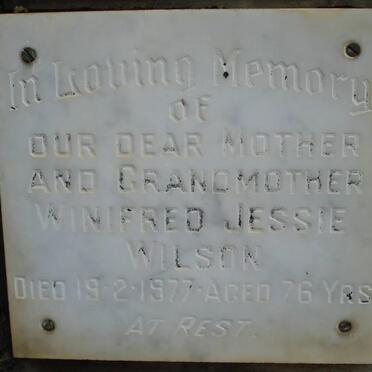 In Loving Memory
OF
OUR DEAR MOTHER
AND GRANDMOTHER
WINIFRED JESSIE
WILSON
DIED 19-2-1977-AGED 76 YRS
AT REST.